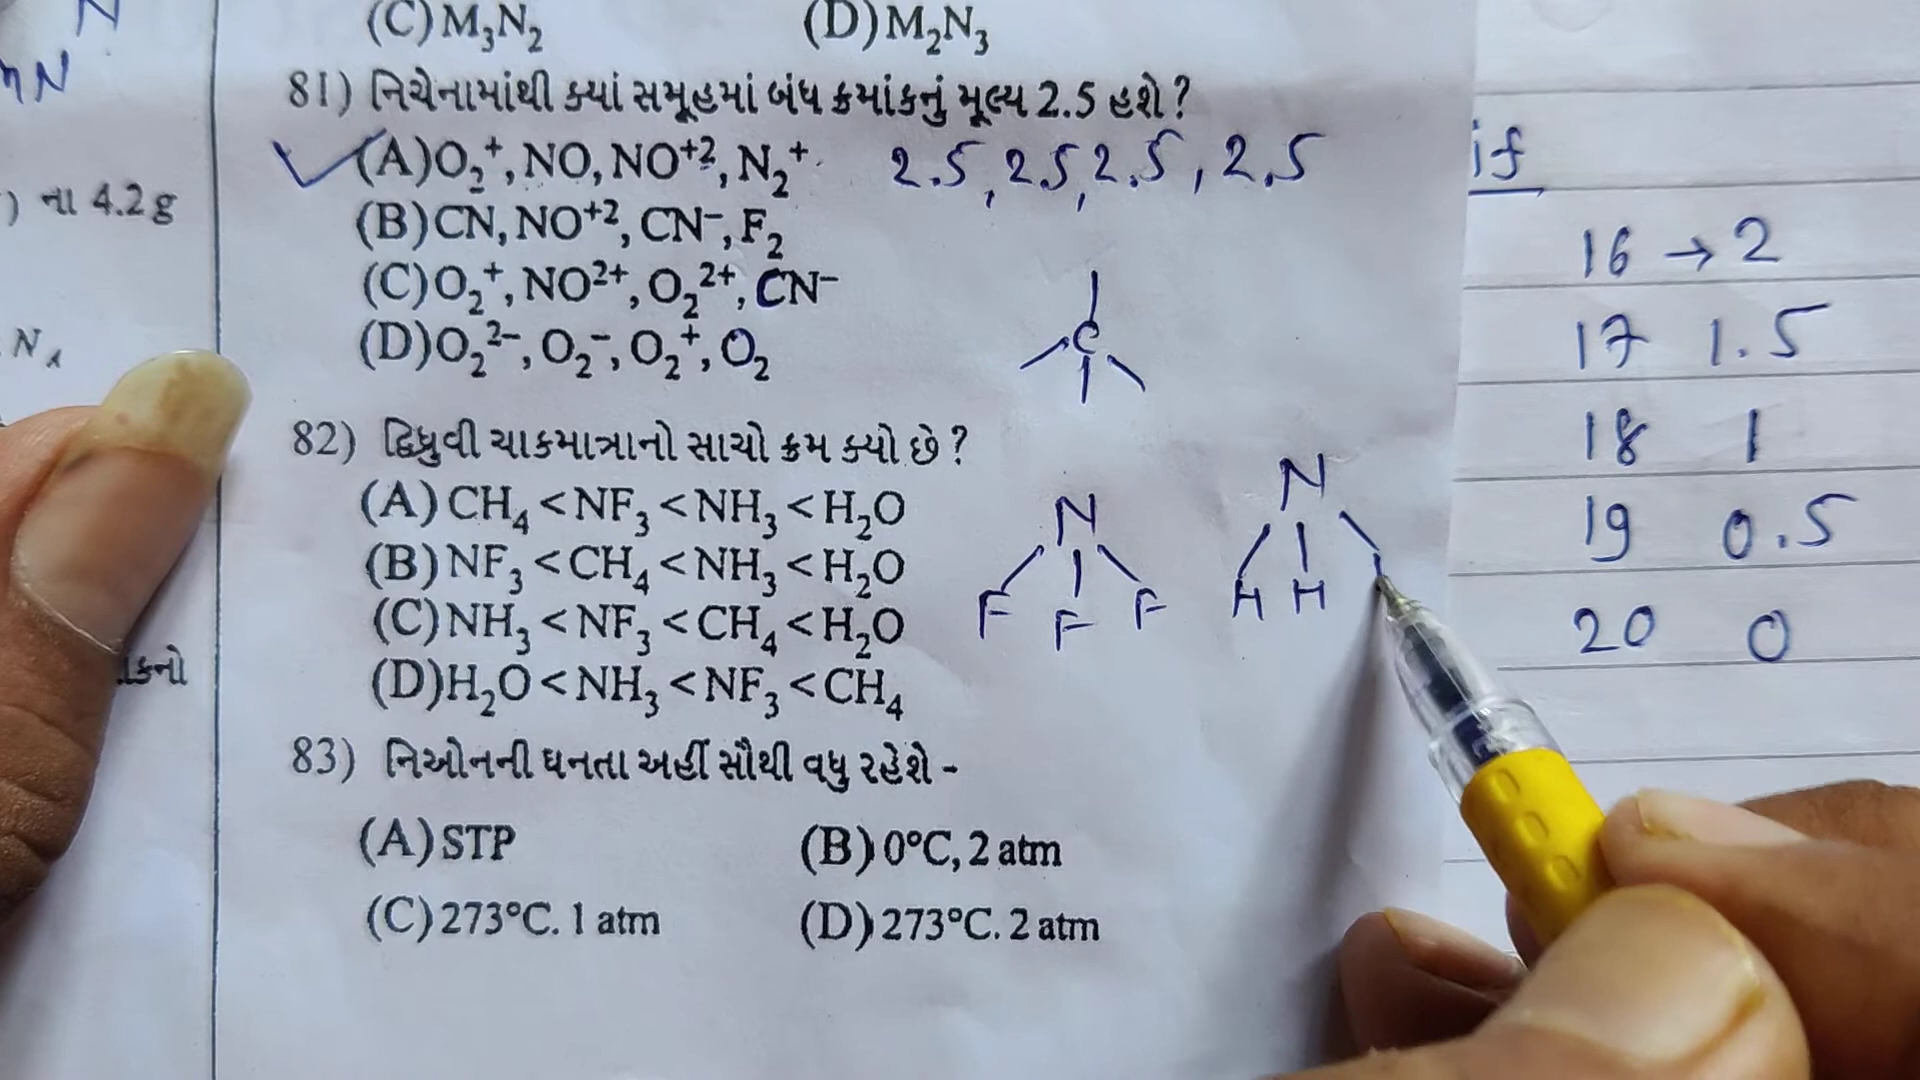 N
(C) M₃N₂ (D) M₂N₃
N
81) નિચેનામાંથી ક્યાં સમૂહમાં બંધ ક્રમાંકનું મૂલ્ય 2.5 હશે ?
(A) O₂⁺, NO, NO⁺², N₂⁺ 2.5, 2.5, 2.5, 2.5
(B) CN, NO⁺², CN⁻, F₂
(C) O₂⁺, NO²⁺, O₂²⁺, CN⁻
(D) O₂²⁻, O₂⁻, O₂⁺, O₂
C
82) દ્વિધ્રુવી ચાકમાત્રાનો સાચો ક્રમ ક્યો છે ?
(A) CH₄ < NF₃ < NH₃ < H₂O
(B) NF₃ < CH₄ < NH₃ < H₂O
(C) NH₃ < NF₃ < CH₄ < H₂O
(D) H₂O < NH₃ < NF₃ < CH₄
N
F F F
N
H H
83) નિઓનની ઘનતા અહીં સૌથી વધુ રહેશે -
(A) STP (B) 0°C, 2 atm
(C) 273°C. 1 atm (D) 273°C. 2 atm
) ના 4.2 g
N_A
કનો
if
16 → 2
17 1.5
18 1
19 0.5
20 0